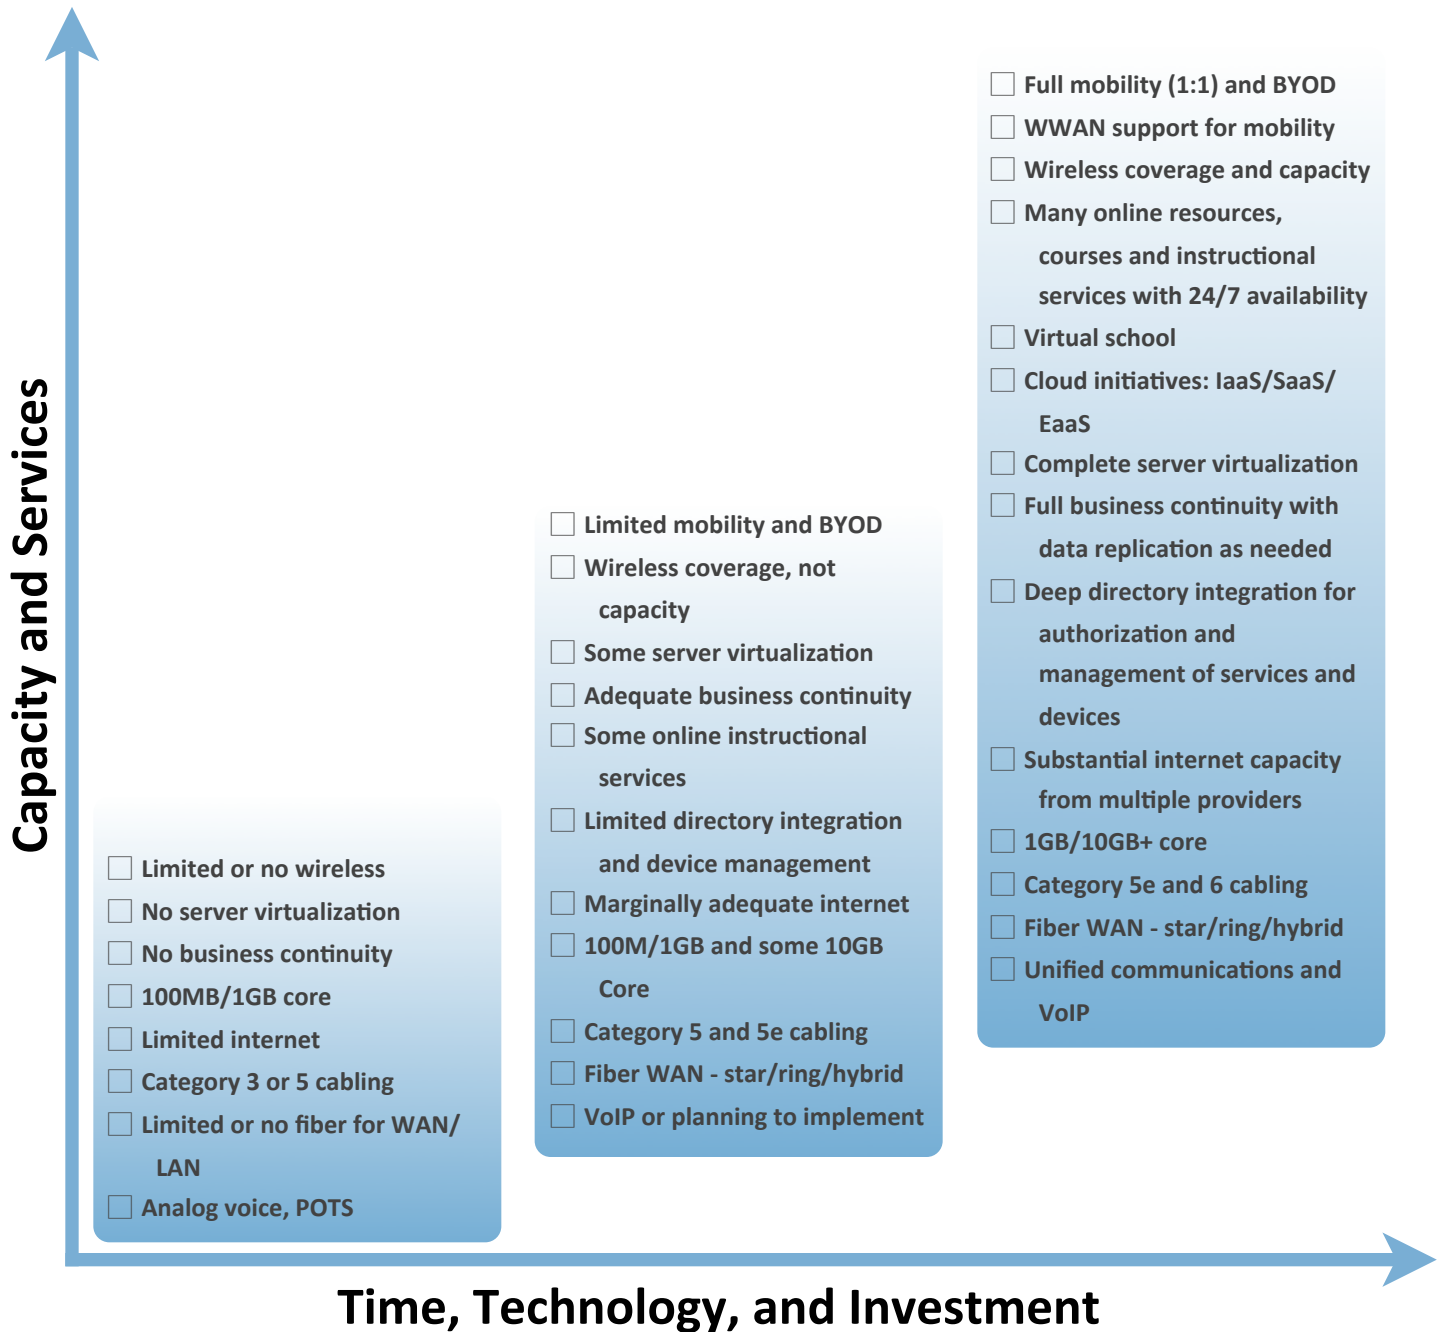 Capacity and Services
Limited or no wireless
No server virtualization
No business continuity
100MB/1GB core
Limited internet
Category 3 or 5 cabling
Limited or no fiber for WAN/
LAN
Analog voice, POTS
Limited mobility and BYOD
Wireless coverage, not
capacity
Some server virtualization
Adequate business continuity
Some online instructional
services
Limited directory integration
and device management
Marginally adequate internet
100M/1GB and some 10GB
Core
Category 5 and 5e cabling
Fiber WAN - star/ring/hybrid
VoIP or planning to implement
Full mobility (1:1) and BYOD
WWAN support for mobility
Wireless coverage and capacity
Many online resources,
courses and instructional
services with 24/7 availability
Virtual school
Cloud initiatives: IaaS/SaaS/
EaaS
Complete server virtualization
Full business continuity with
data replication as needed
Deep directory integration for
authorization and
management of services and
devices
Substantial internet capacity
from multiple providers
1GB/10GB+ core
Category 5e and 6 cabling
Fiber WAN - star/ring/hybrid
Unified communications and
VoIP
Time, Technology, and Investment